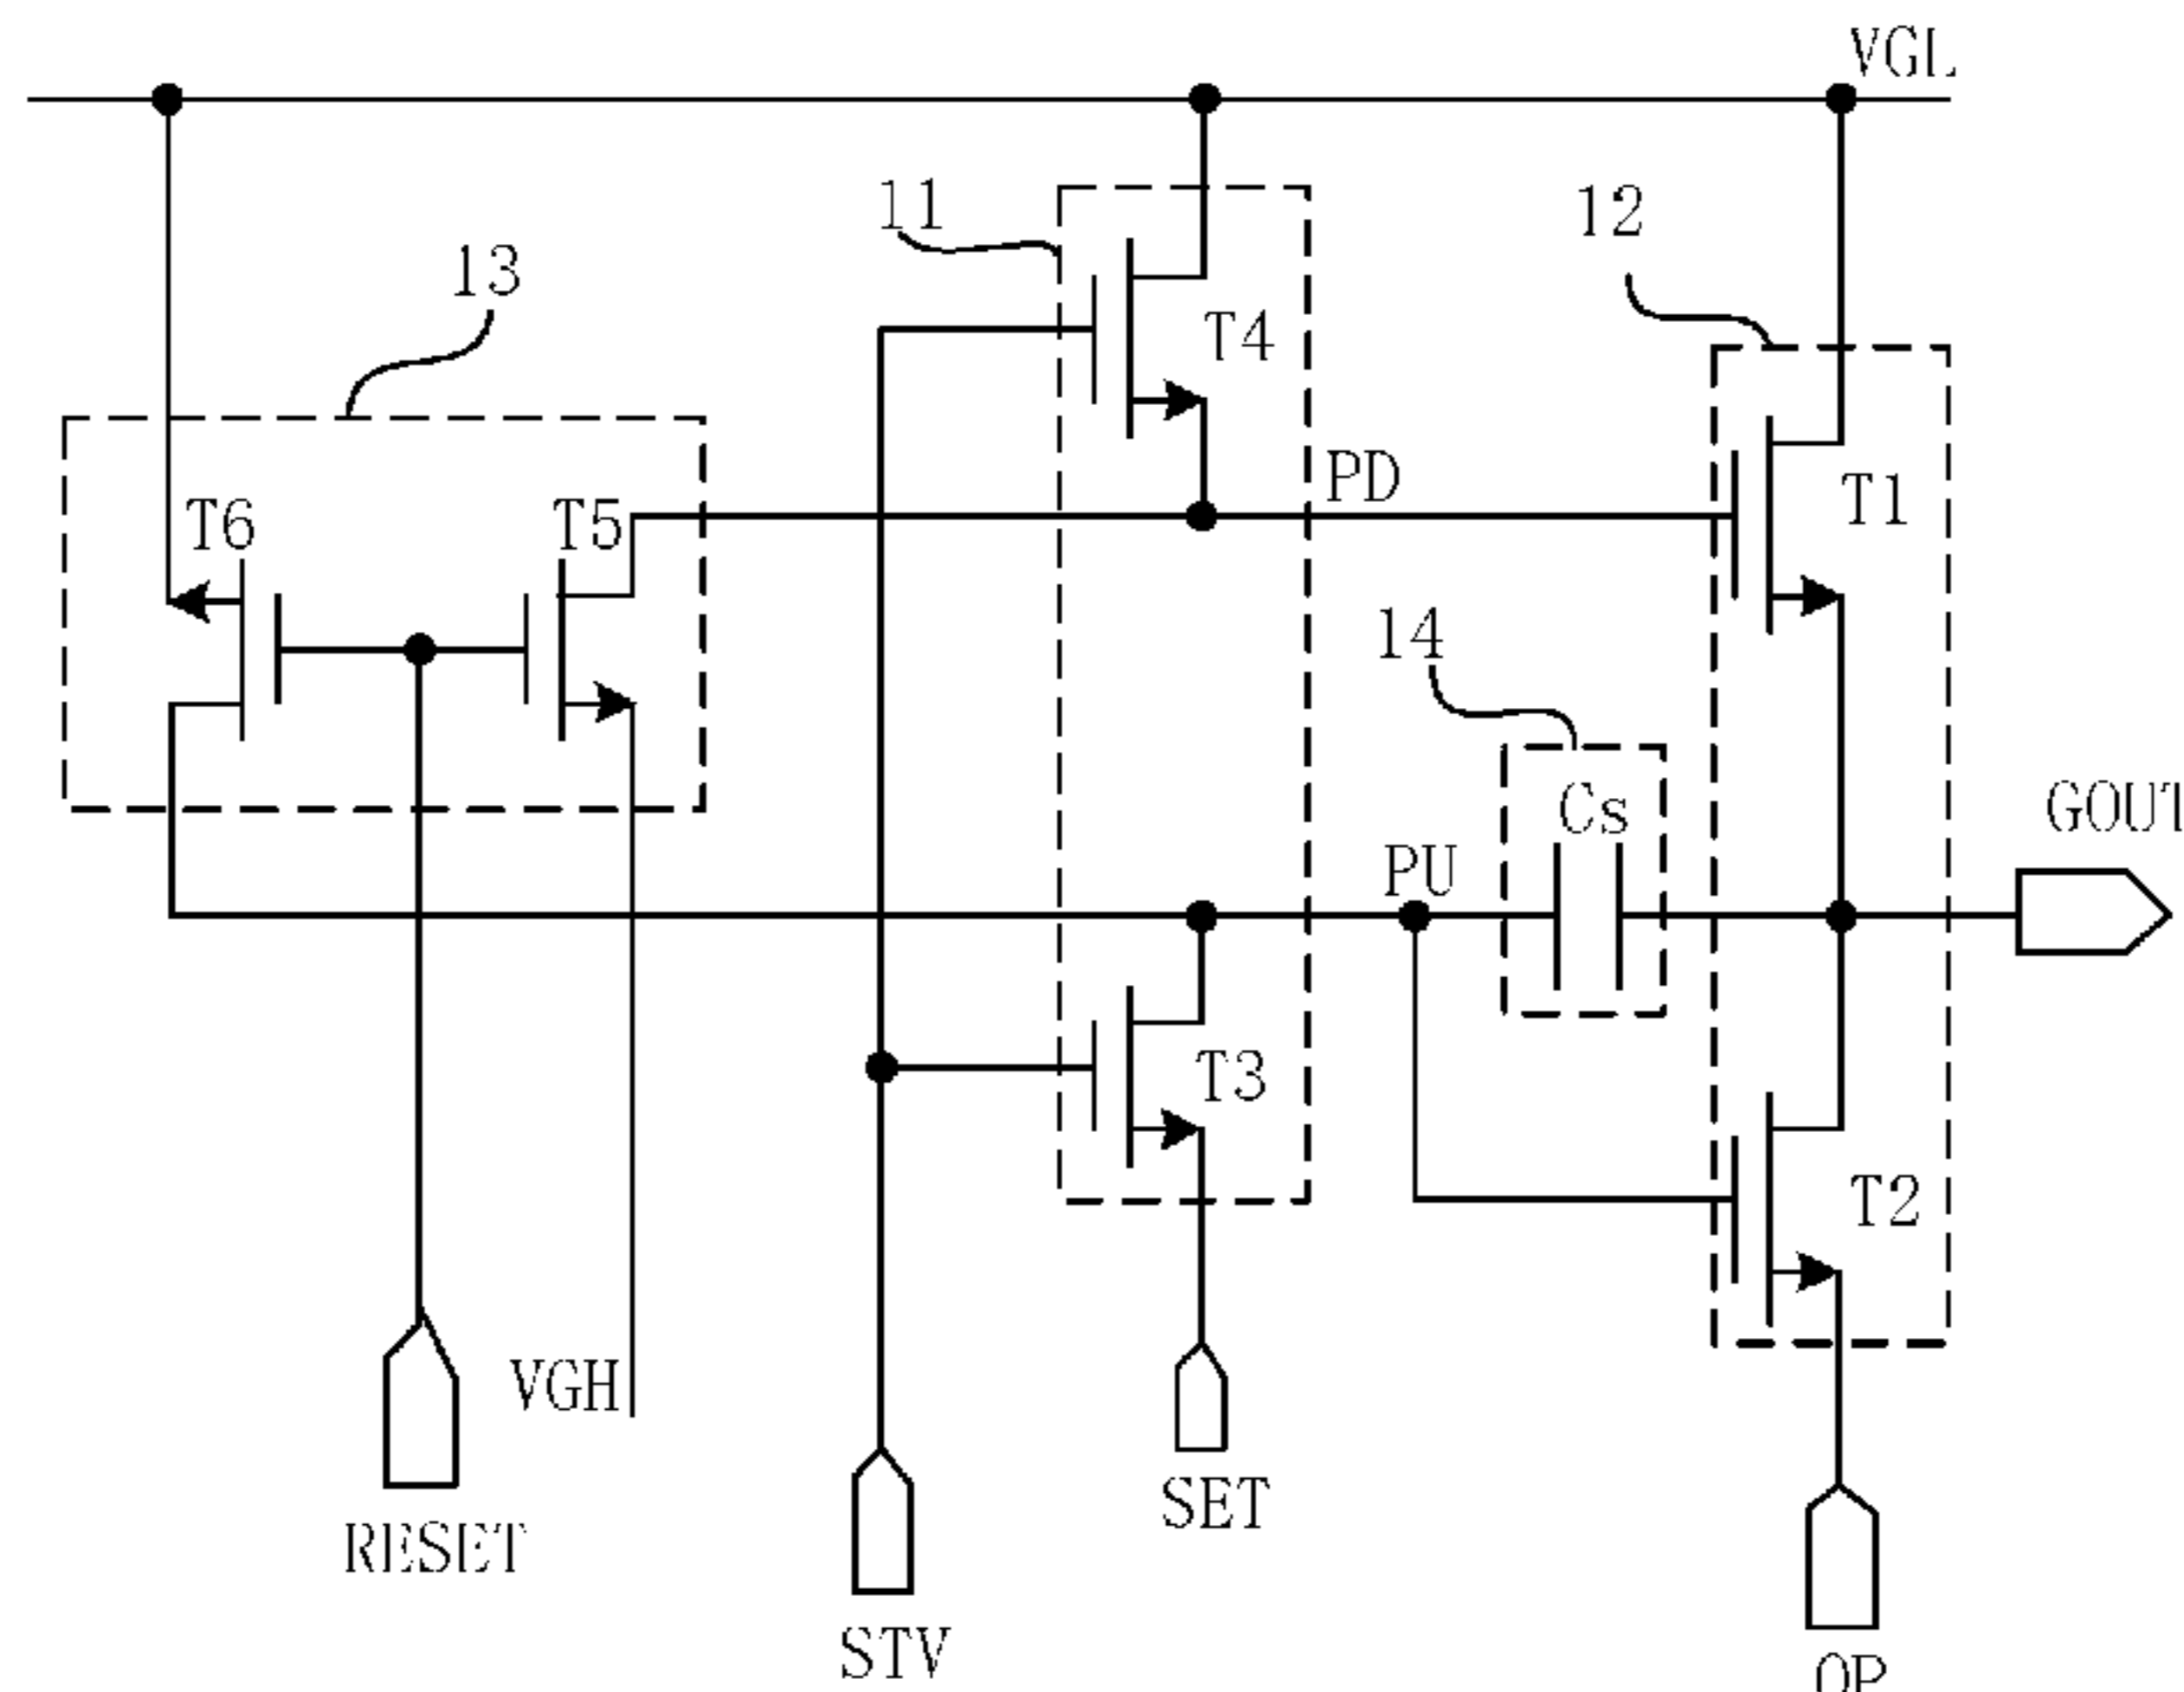 VGL
11
12
13
T4
PD
T6
T5
T1
14
Cs
GOUT
PU
T3
T2
VGH
SET
RESET
STV
OP